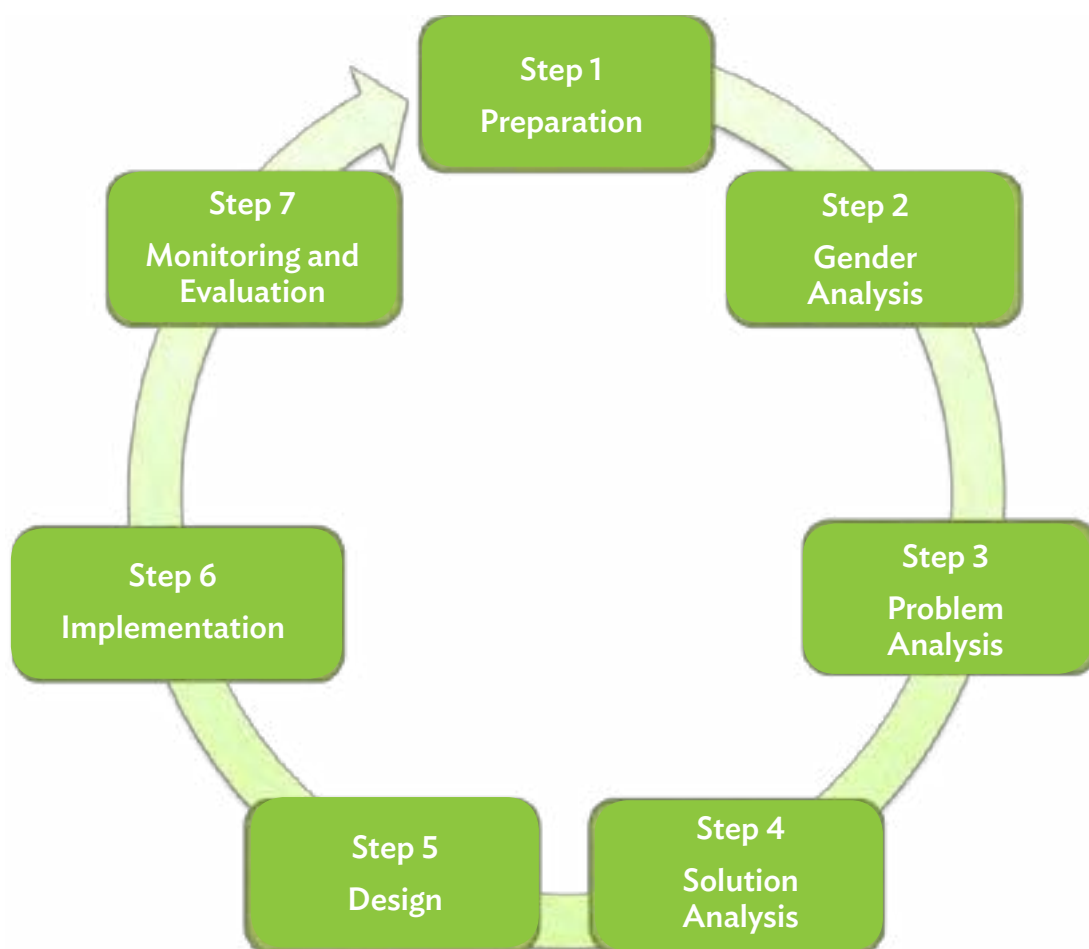 Step 1
Preparation
Step 2
Gender
Analysis
Step 3
Problem
Analysis
Step 4
Solution
Analysis
Step 5
Design
Step 6
Implementation
Step 7
Monitoring and
Evaluation